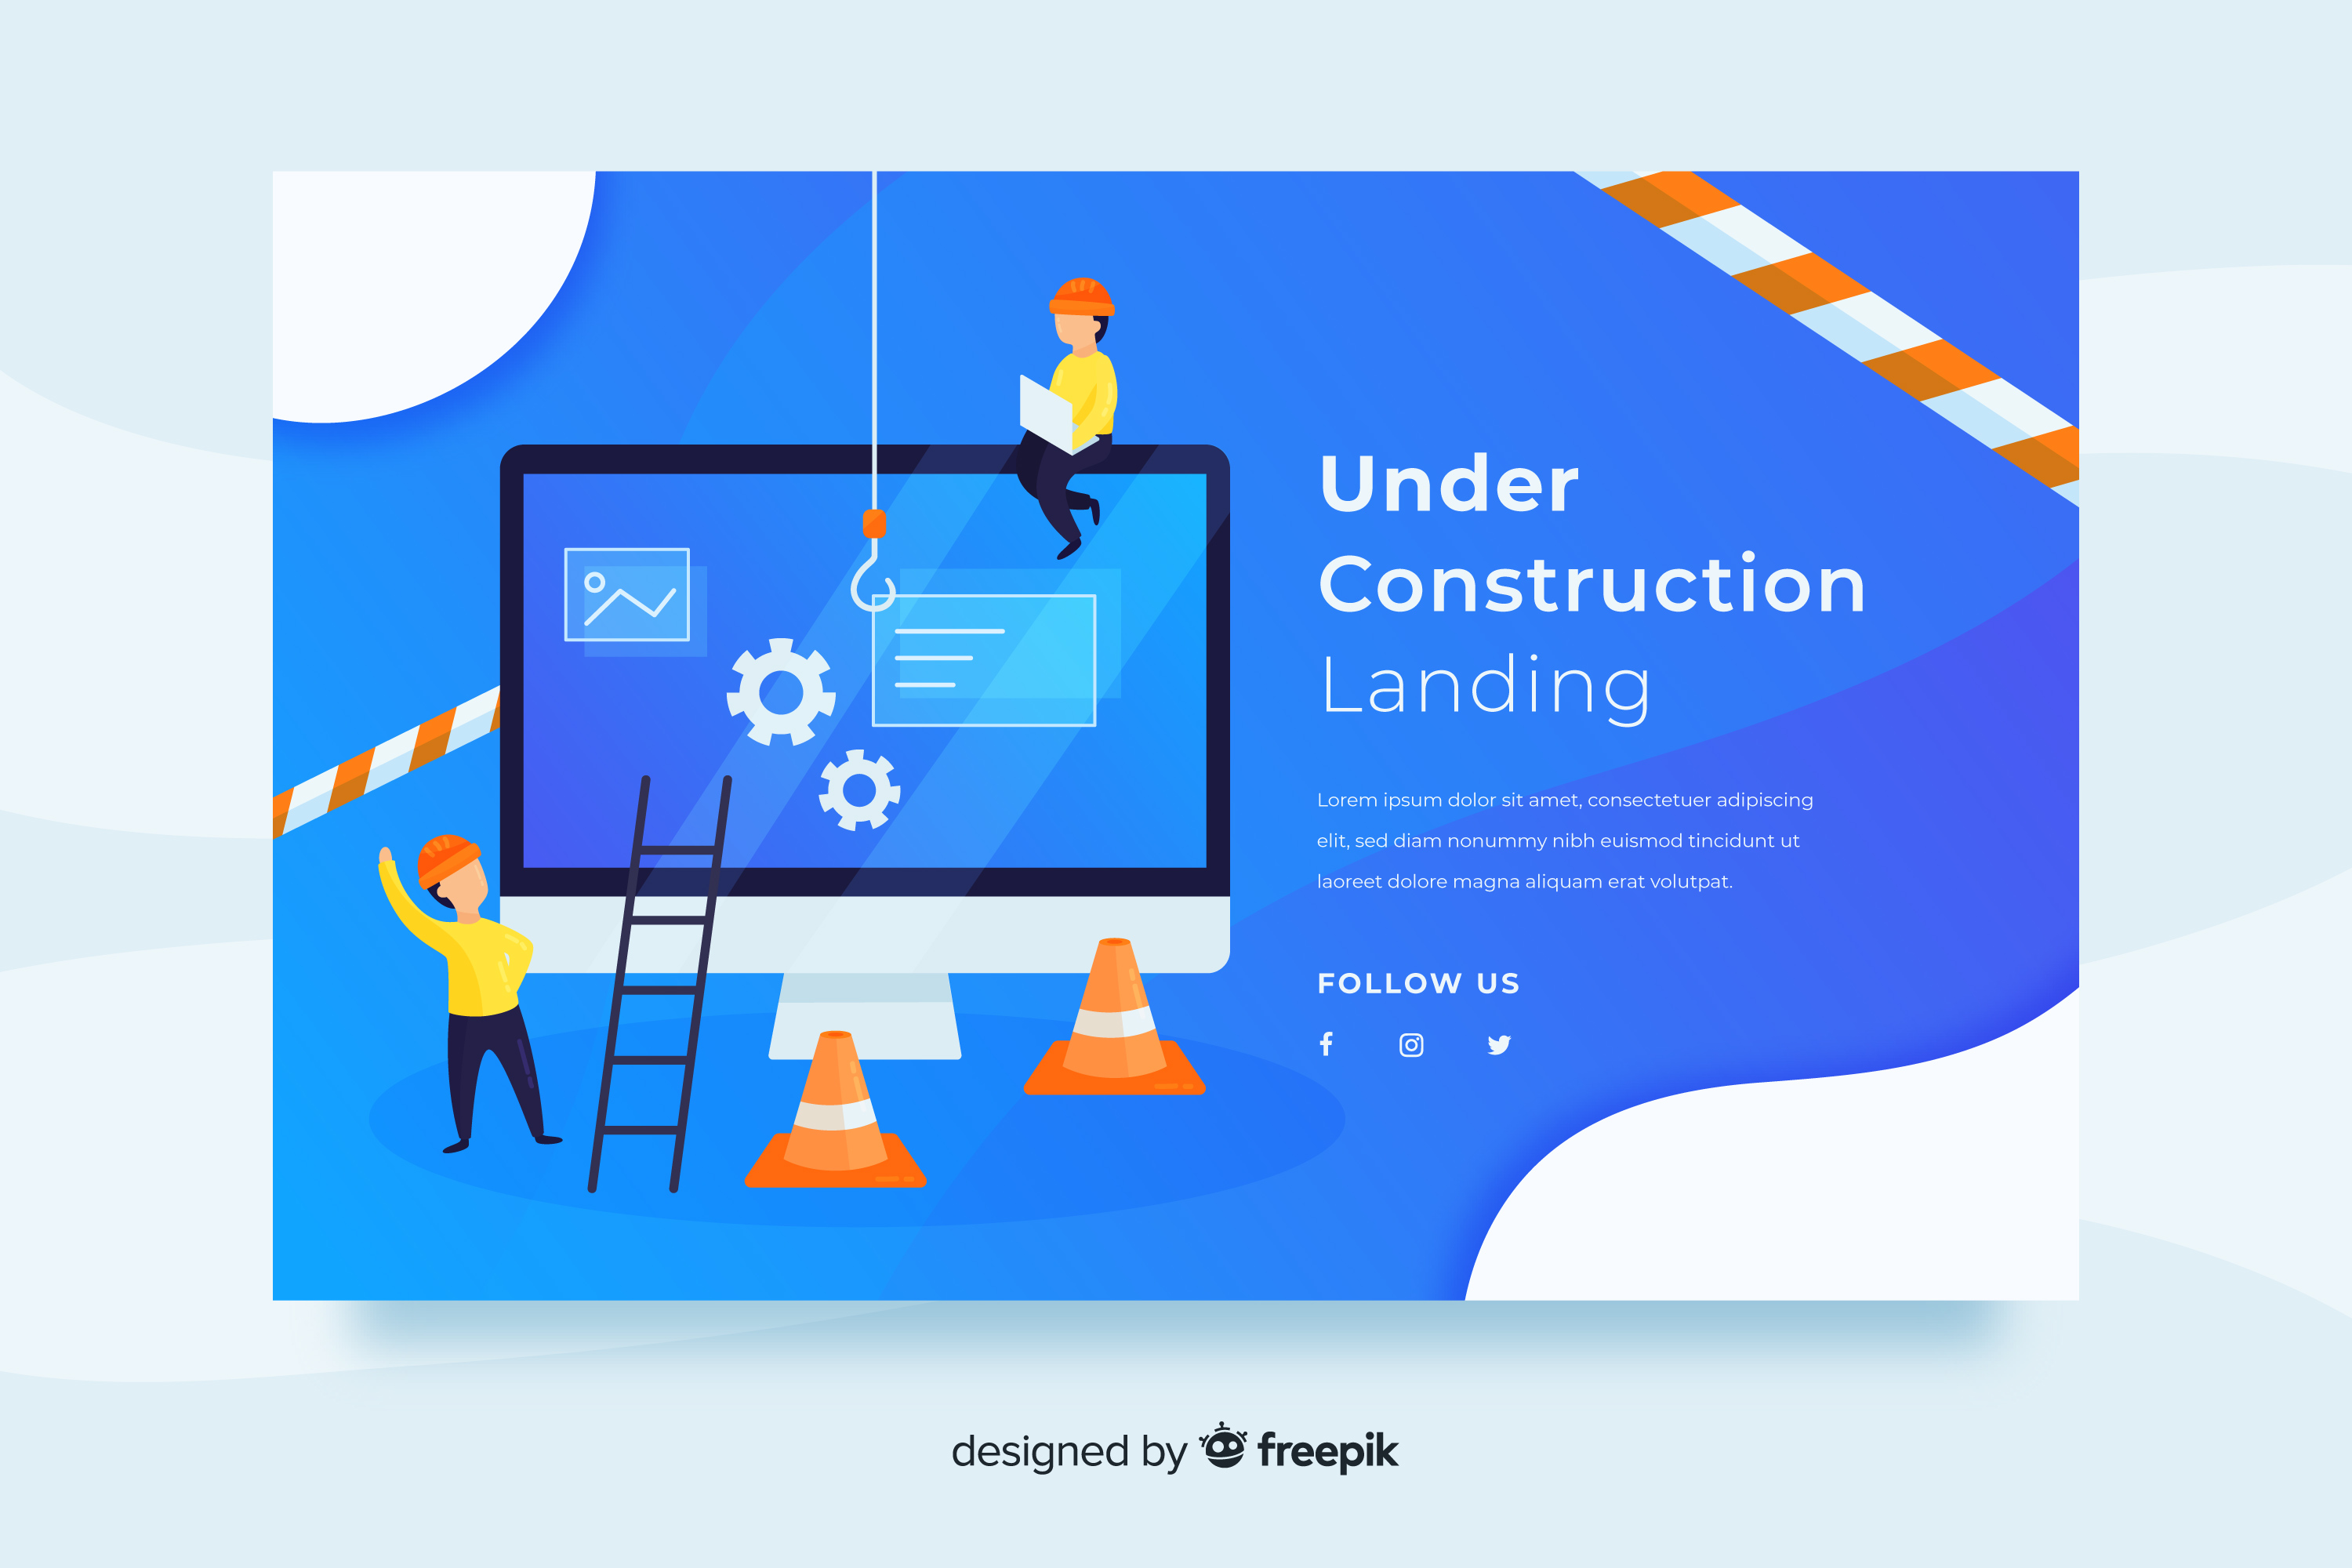 Under
Construction
Landing
Lorem ipsum dolor sit amet, consectetuer adipiscing
elit, sed diam nonummy nibh euismod tincidunt ut
laoreet dolore magna aliquam erat volutpat.
FOLLOW US
designed by freepik